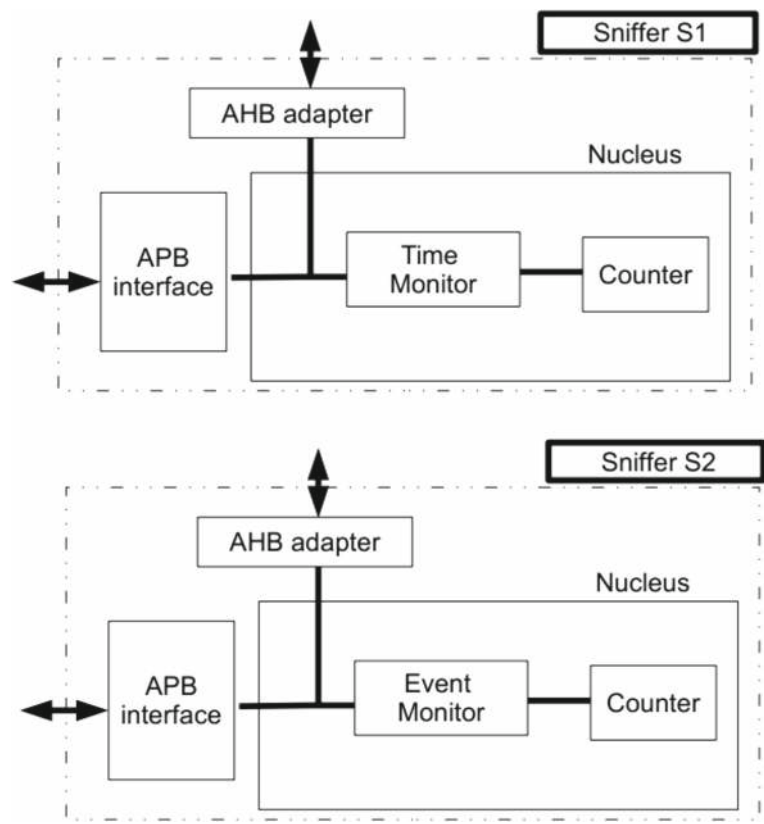 Sniffer S1
AHB adapter
Nucleus
APB
interface
Time
Monitor
Counter
Sniffer S2
AHB adapter
Nucleus
APB
interface
Event
Monitor
Counter